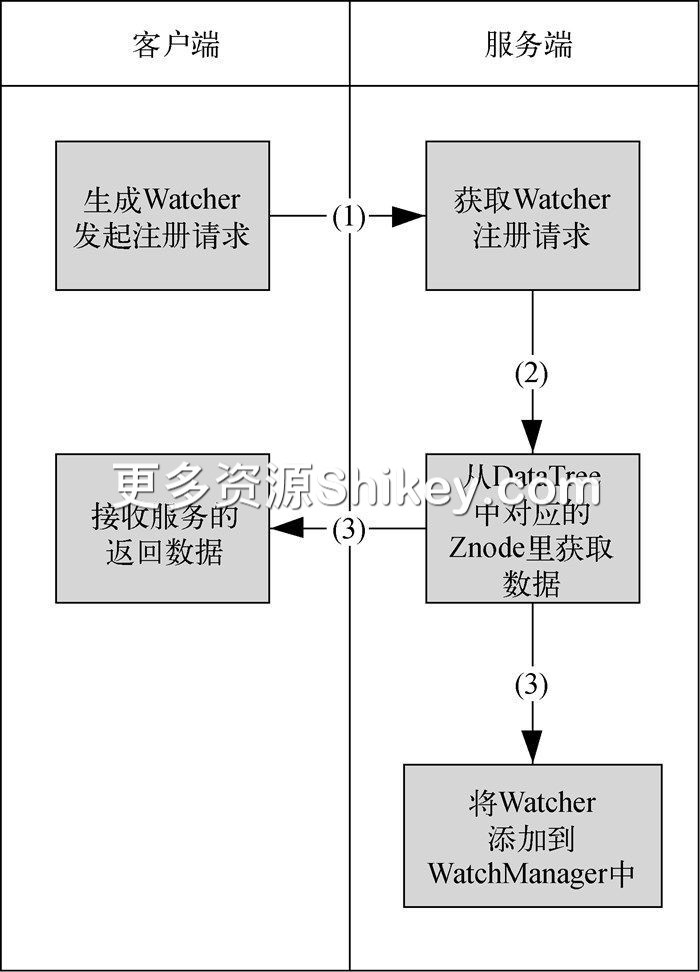 客户端
服务端
生成Watcher
发起注册请求
(1)
获取Watcher
注册请求
(2)
更多资源Shikey.com
接收服务的
返回数据
(3)
从DataTree
中对应的
Znode里获取
数据
(3)
将Watcher
添加到
WatchManager中